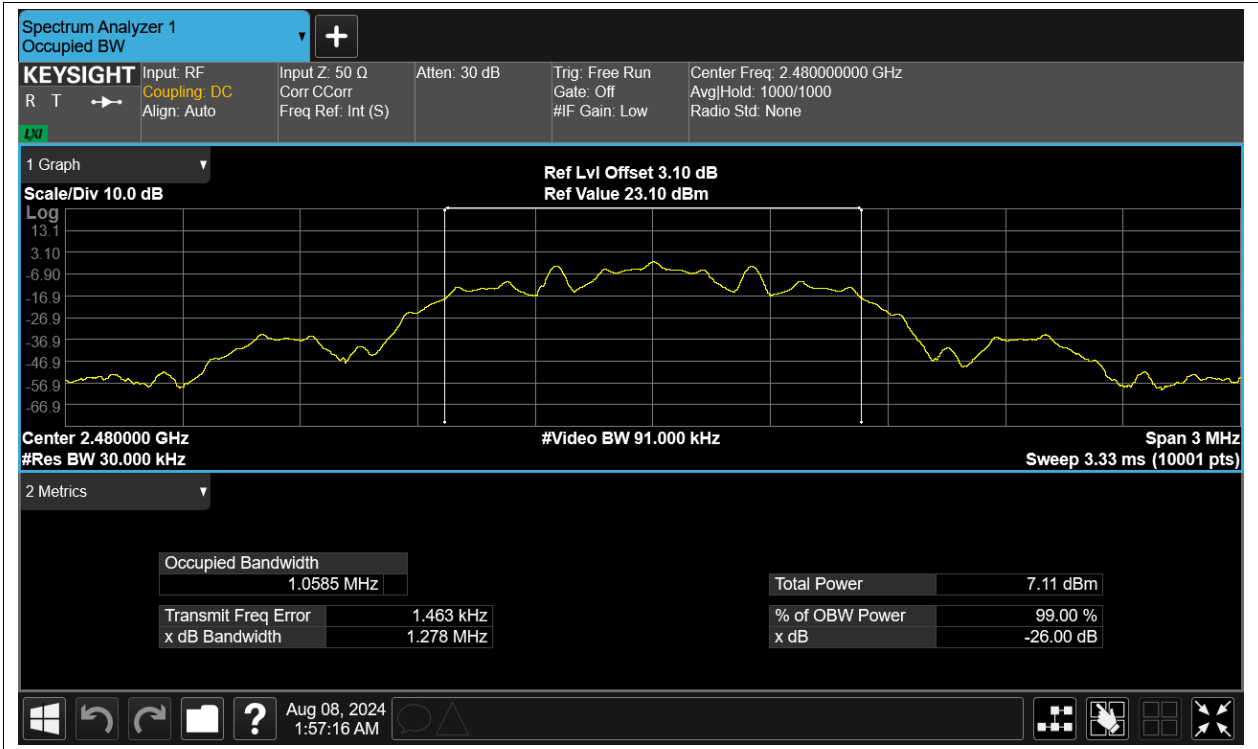 Spectrum Analyzer 1
Occupied BW
KEYSIGHT
R T
LXI
Input: RF
Coupling: DC
Align: Auto
Input Z: 50 Ω
Corr CCorr
Freq Ref: Int (S)
Atten: 30 dB
Trig: Free Run
Gate: Off
#IF Gain: Low
Center Freq: 2.480000000 GHz
Avg|Hold: 1000/1000
Radio Std: None
1 Graph
Scale/Div 10.0 dB
Ref Lvl Offset 3.10 dB
Ref Value 23.10 dBm
Log
13.1
3.10
-6.90
-16.9
-26.9
-36.9
-46.9
-56.9
-66.9
Center 2.480000 GHz
#Video BW 91.000 kHz
Span 3 MHz
#Res BW 30.000 kHz
Sweep 3.33 ms (10001 pts)
2 Metrics
Occupied Bandwidth
1.0585 MHz
Total Power 7.11 dBm
Transmit Freq Error 1.463 kHz
% of OBW Power 99.00 %
x dB Bandwidth 1.278 MHz
x dB -26.00 dB
?
Aug 08, 2024
1:57:16 AM